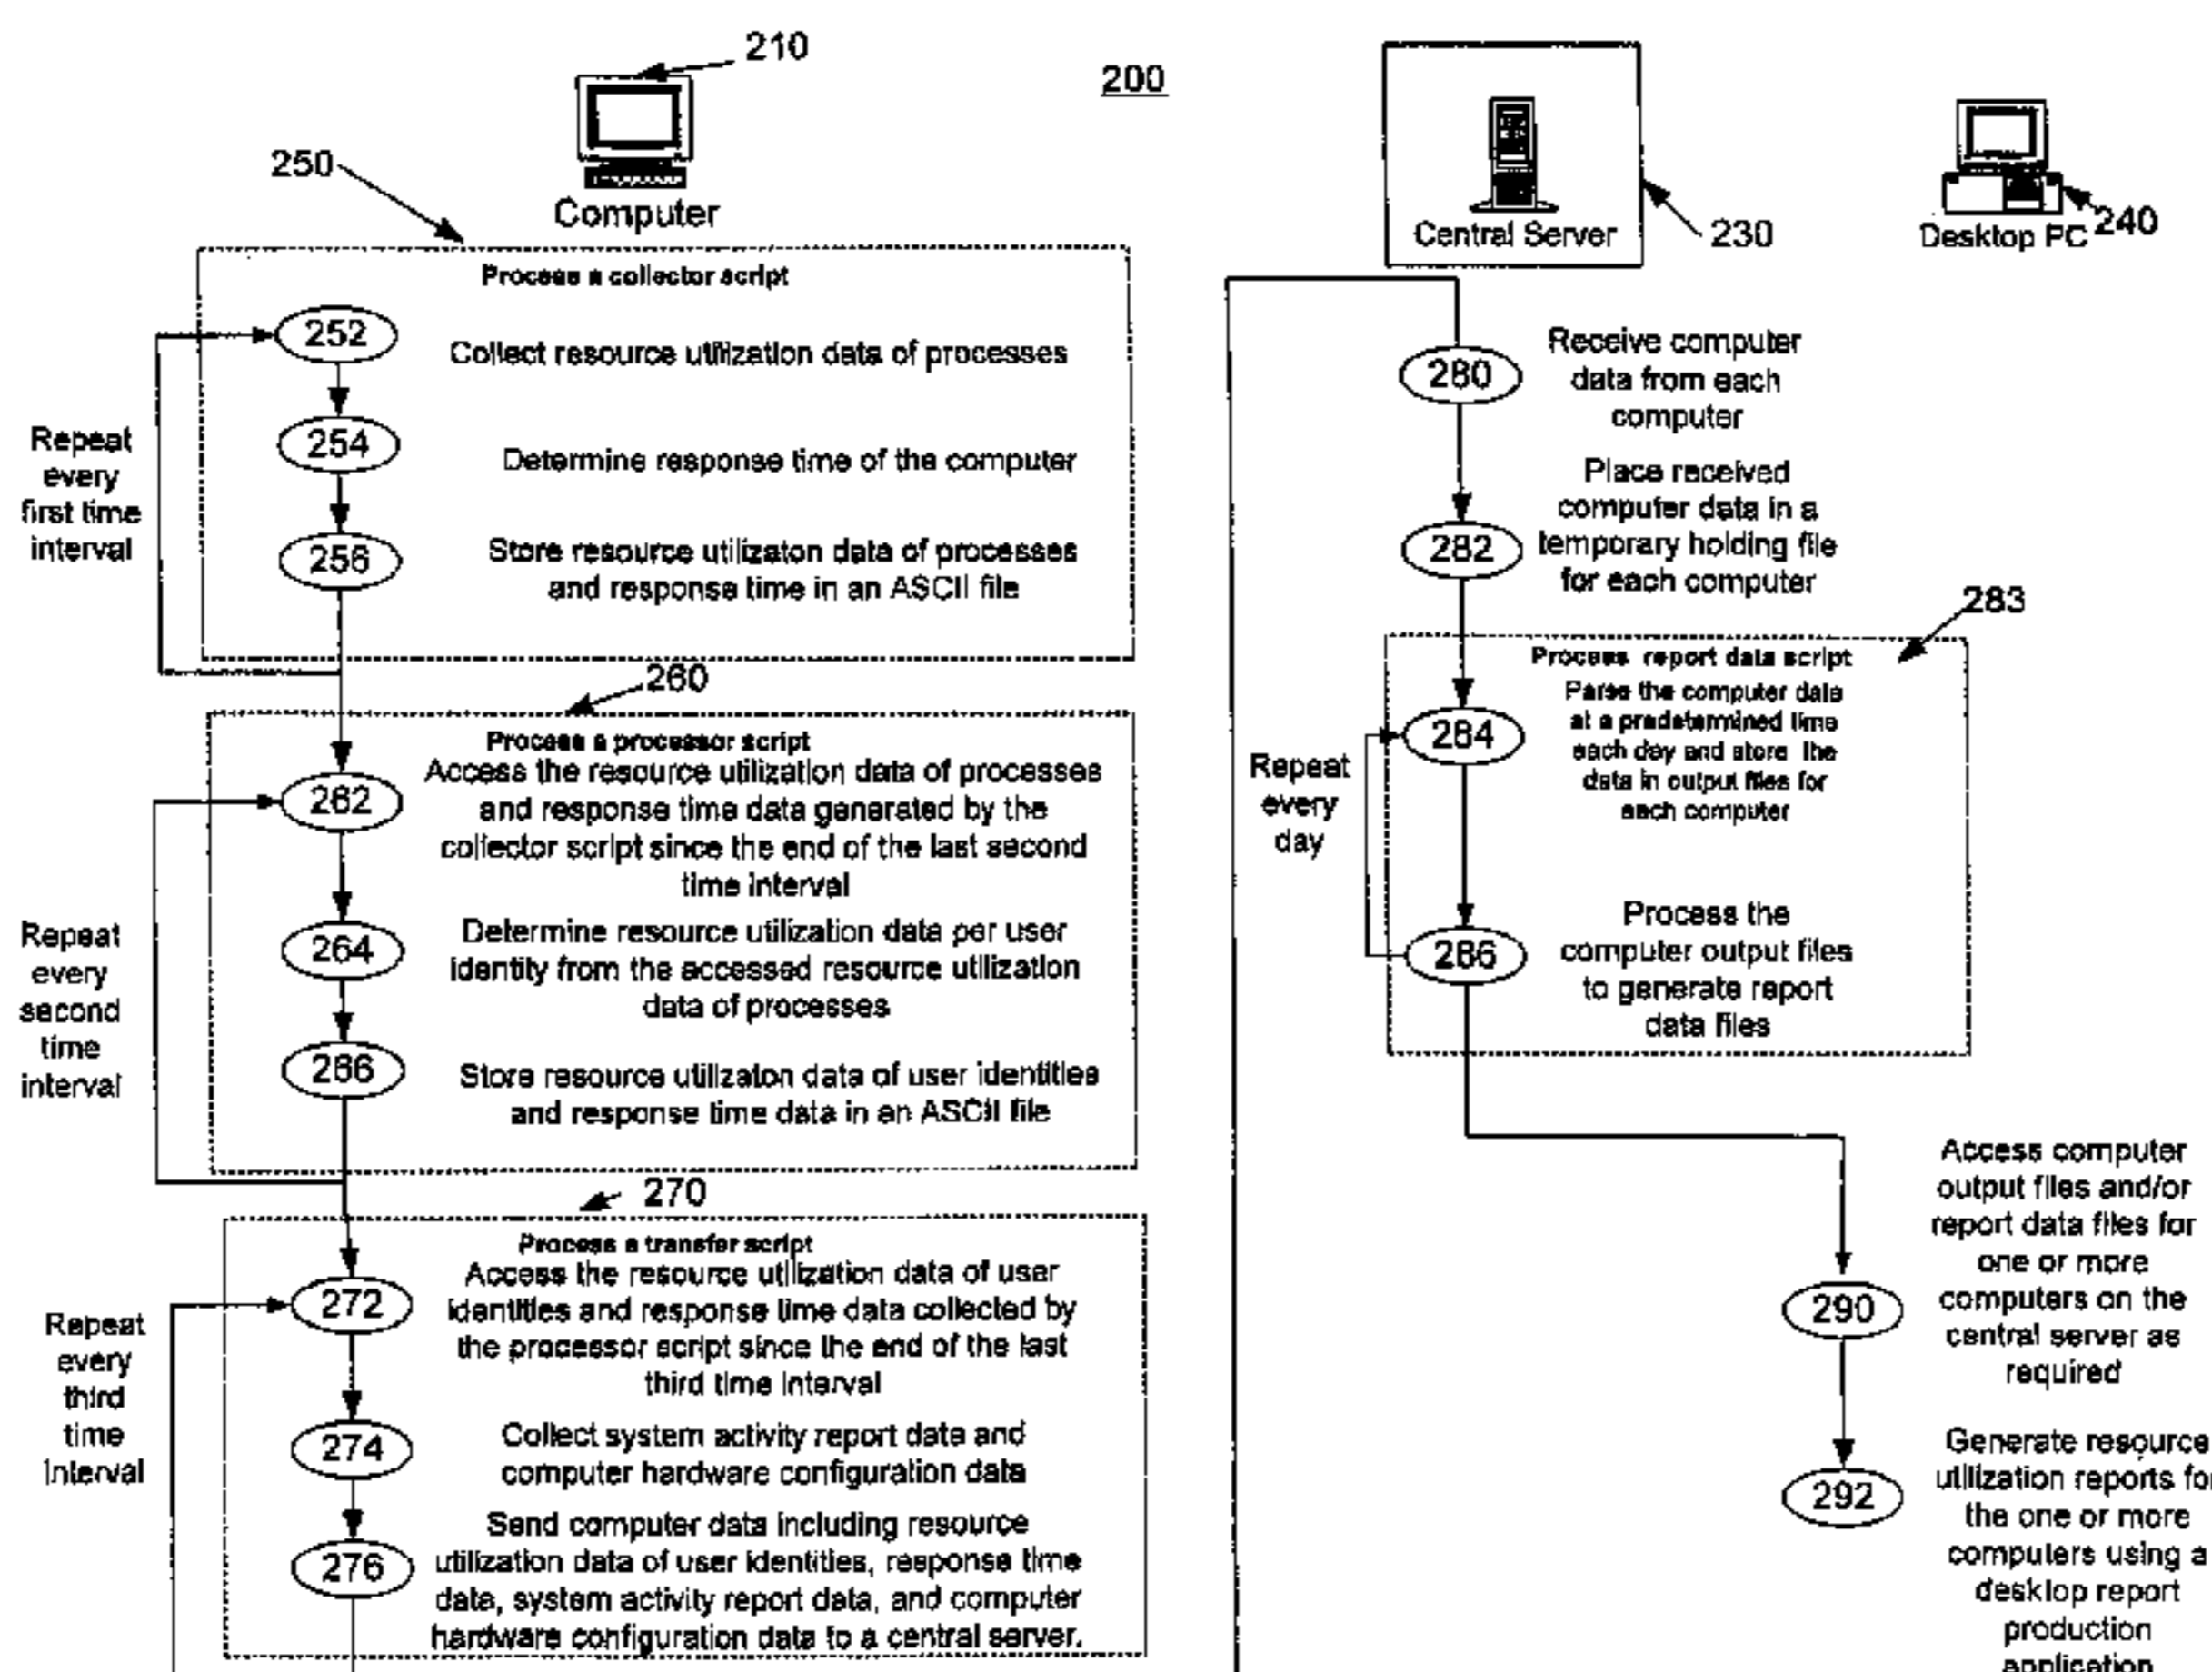 210
200
250
Computer
Central Server
230
Desktop PC
240
Process a collector script
252
Collect resource utilization data of processes
254
Determine response time of the computer
256
Store resource utilizaton data of processes
and response time in an ASCII file
Repeat
every
first time
interval
260
Process a processor script
262
Access the resource utilization data of processes
and response time data generated by the
collector script since the end of the last second
time interval
264
Determine resource utilization data per user
identity from the accessed resource utilization
data of processes
266
Store resource utilizaton data of user identities
and response time data in an ASCII file
Repeat
every
second
time
interval
270
Process a transfer script
272
Access the resource utilization data of user
identities and response time data collected by
the processor script since the end of the last
third time interval
274
Collect system activity report data and
computer hardware configuration data
276
Send computer data including resource
utilization data of user identities, response time
data, system activity report data, and computer
hardware configuration data to a central server.
Repeat
every
third
time
interval
280
Receive computer
data from each
computer
282
Place received
computer data in a
temporary holding file
for each computer
283
Process report data script
284
Parse the computer data
at a predetermined time
each day and store the
data in output files for
each computer
Repeat
every
day
286
Process the
computer output files
to generate report
data files
290
Access computer
output files and/or
report data files for
one or more
computers on the
central server as
required
292
Generate resource
utilization reports for
the one or more
computers using a
desktop report
production
application